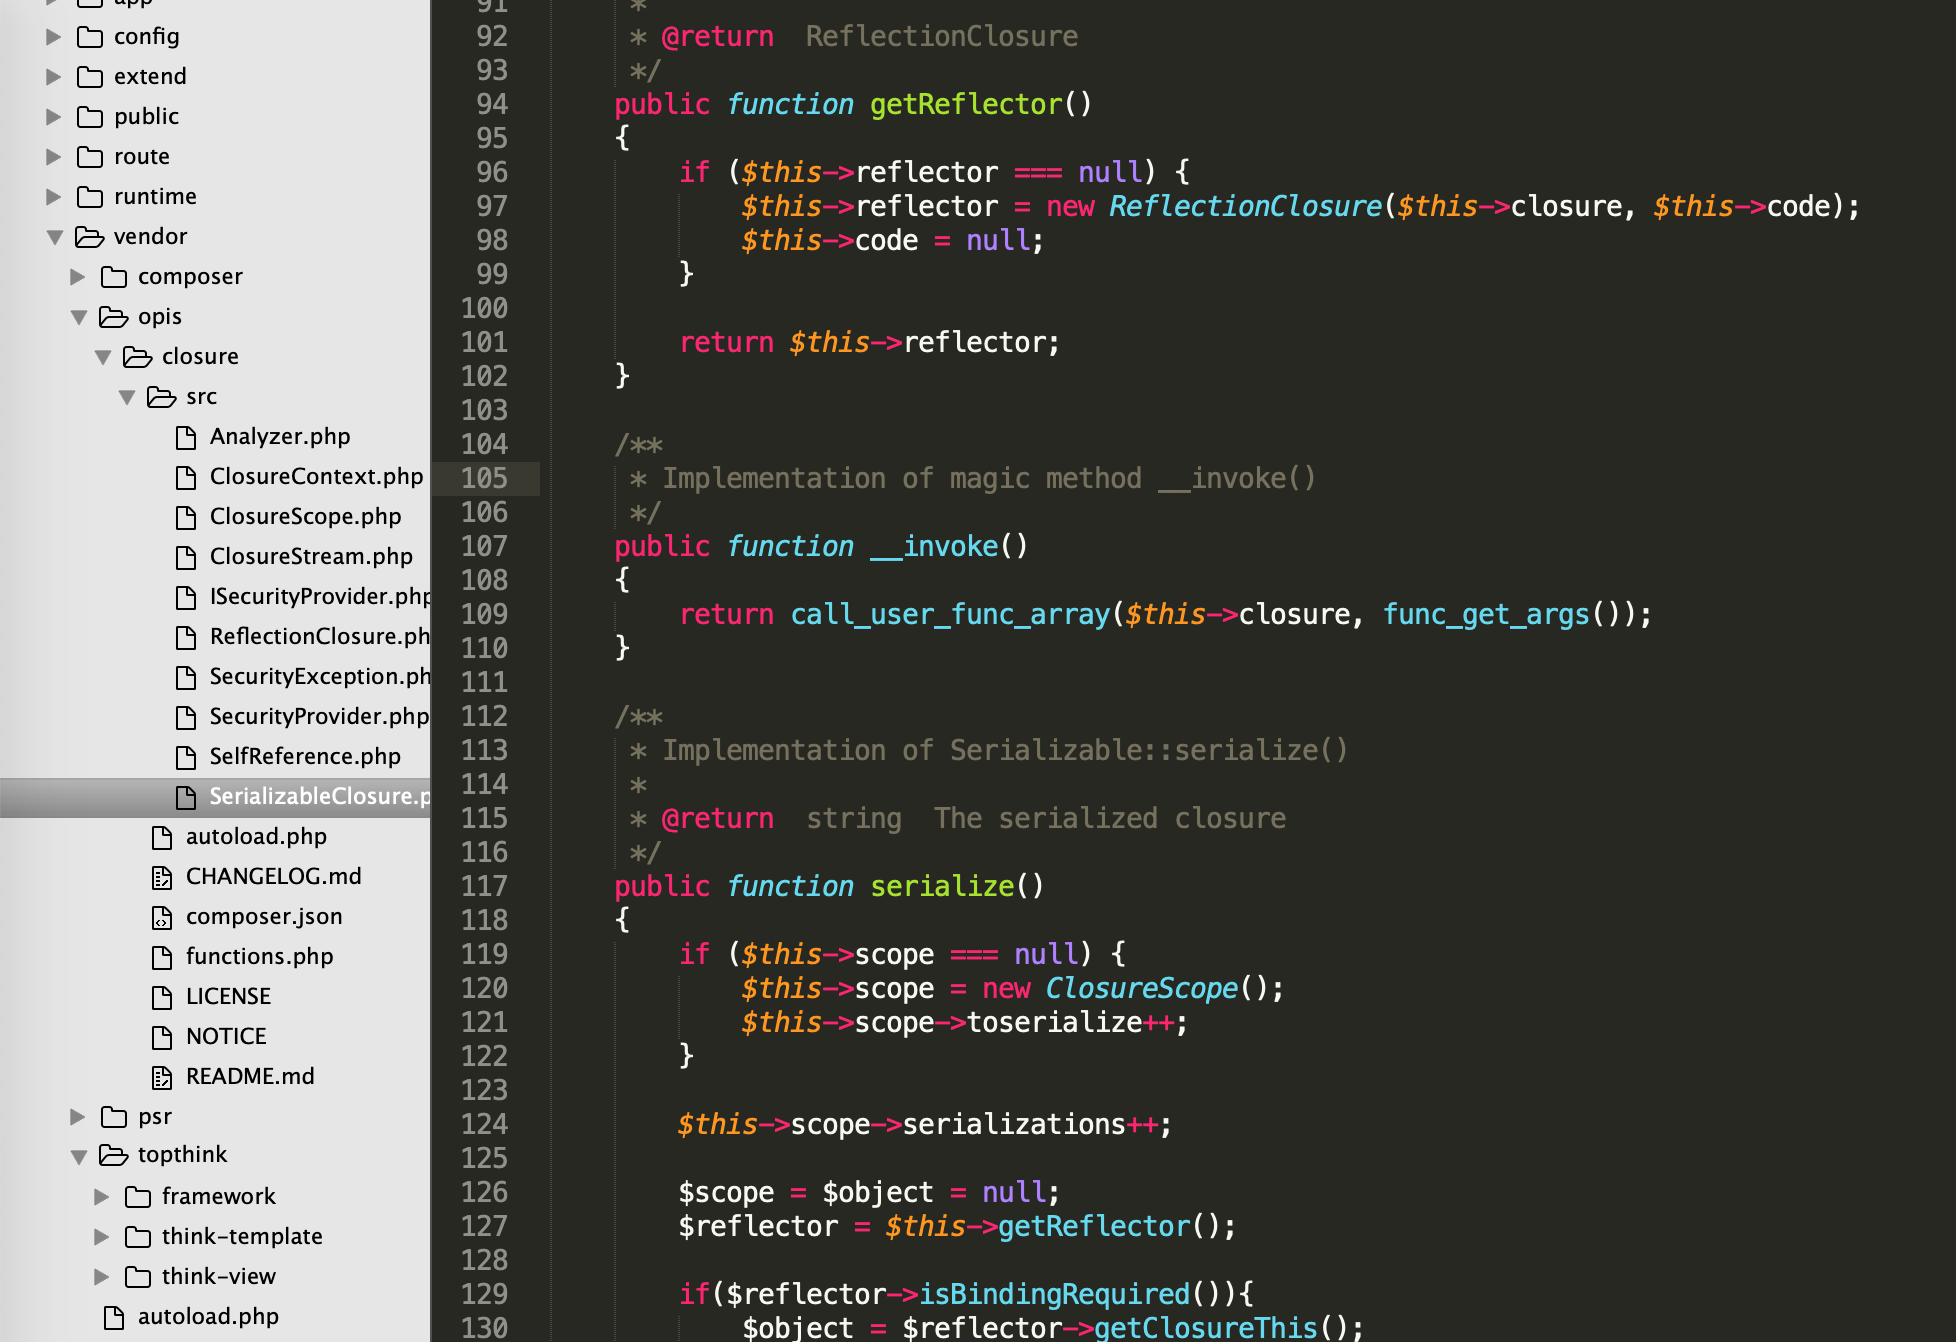 app
config
extend
public
route
runtime
vendor
composer
opis
closure
src
Analyzer.php
ClosureContext.php
ClosureScope.php
ClosureStream.php
ISecurityProvider.php
ReflectionClosure.ph
SecurityException.ph
SecurityProvider.php
SelfReference.php
SerializableClosure.p
autoload.php
CHANGELOG.md
composer.json
functions.php
LICENSE
NOTICE
README.md
psr
topthink
framework
think-template
think-view
autoload.php
91 *
92 * @return  ReflectionClosure
93 */
94 public function getReflector()
95 {
96 if ($this->reflector === null) {
97 $this->reflector = new ReflectionClosure($this->closure, $this->code);
98 $this->code = null;
99 }
100
101 return $this->reflector;
102 }
103
104 /**
105 * Implementation of magic method __invoke()
106 */
107 public function __invoke()
108 {
109 return call_user_func_array($this->closure, func_get_args());
110 }
111
112 /**
113 * Implementation of Serializable::serialize()
114 *
115 * @return  string  The serialized closure
116 */
117 public function serialize()
118 {
119 if ($this->scope === null) {
120 $this->scope = new ClosureScope();
121 $this->scope->toserialize++;
122 }
123
124 $this->scope->serializations++;
125
126 $scope = $object = null;
127 $reflector = $this->getReflector();
128
129 if($reflector->isBindingRequired()){
130 $object = $reflector->getClosureThis();